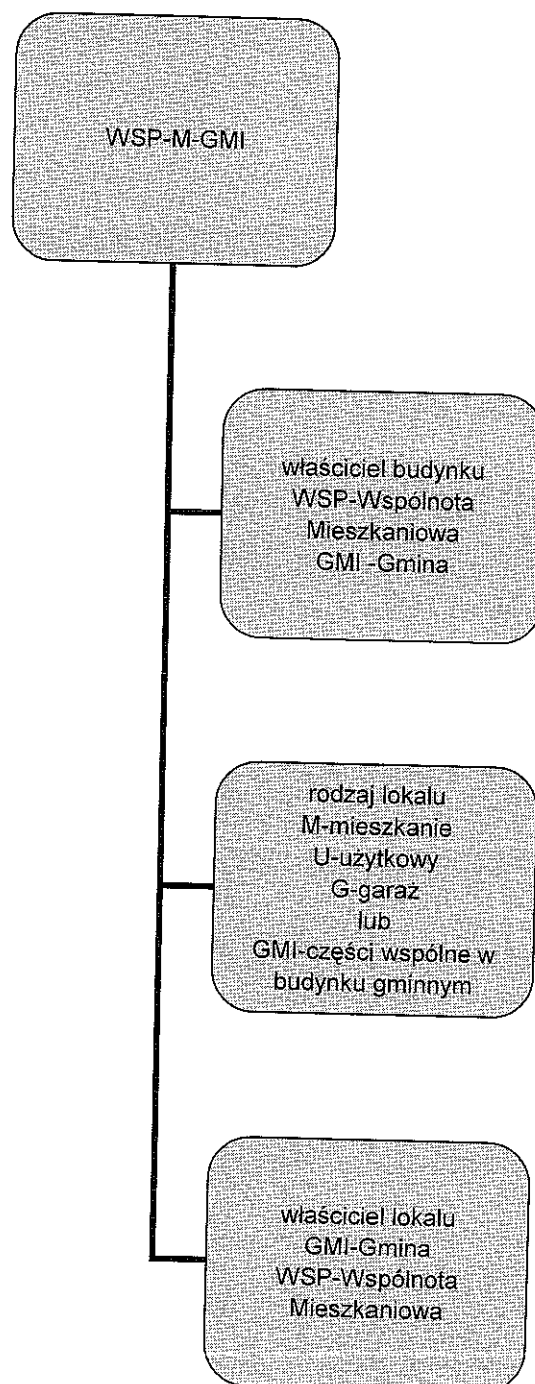 WSP-M-GMI
właściciel budynku
WSP-Wspólnota
Mieszkaniowa
GMI -Gmina
rodzaj lokalu
M-mieszkanie
U-użytkowy
G-garaz
lub
GMI-części wspólne w
budynku gminnym
właściciel lokalu
GMI-Gmina
WSP-Wspólnota
Mieszkaniowa